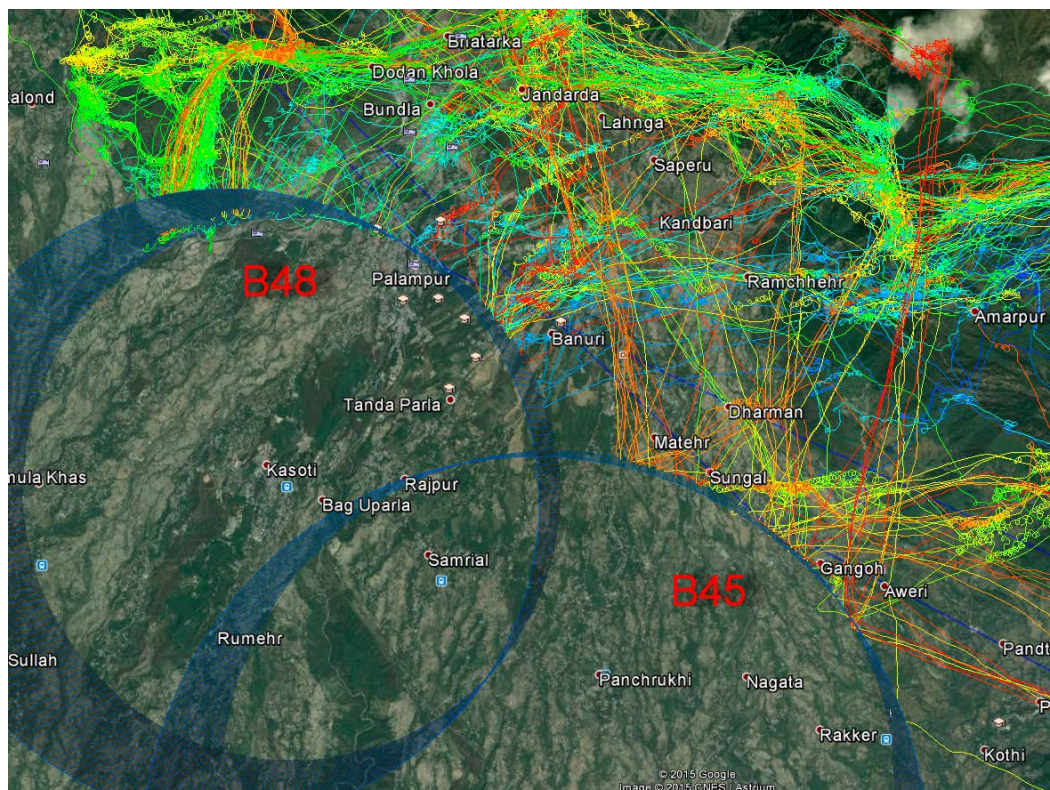 Bhatarka
Dodan Khola
Jandarda
alond
Bundla
Lahnga
Saperu
Kandbari
B48
Palampur
Ramchhehr
Amarpur
Banuri
Tanda Parla
Dharman
Matehr
Kasoti
Sungal
mula Khas
Rajpur
Bag Uparla
Samrial
Gangoh
B45
Aweri
Rumehr
Pandt
Sullah
Panchrukhi
Nagata
P
Rakker
Kothi
© 2015 Google
Image © 2015 CNES / Astrium